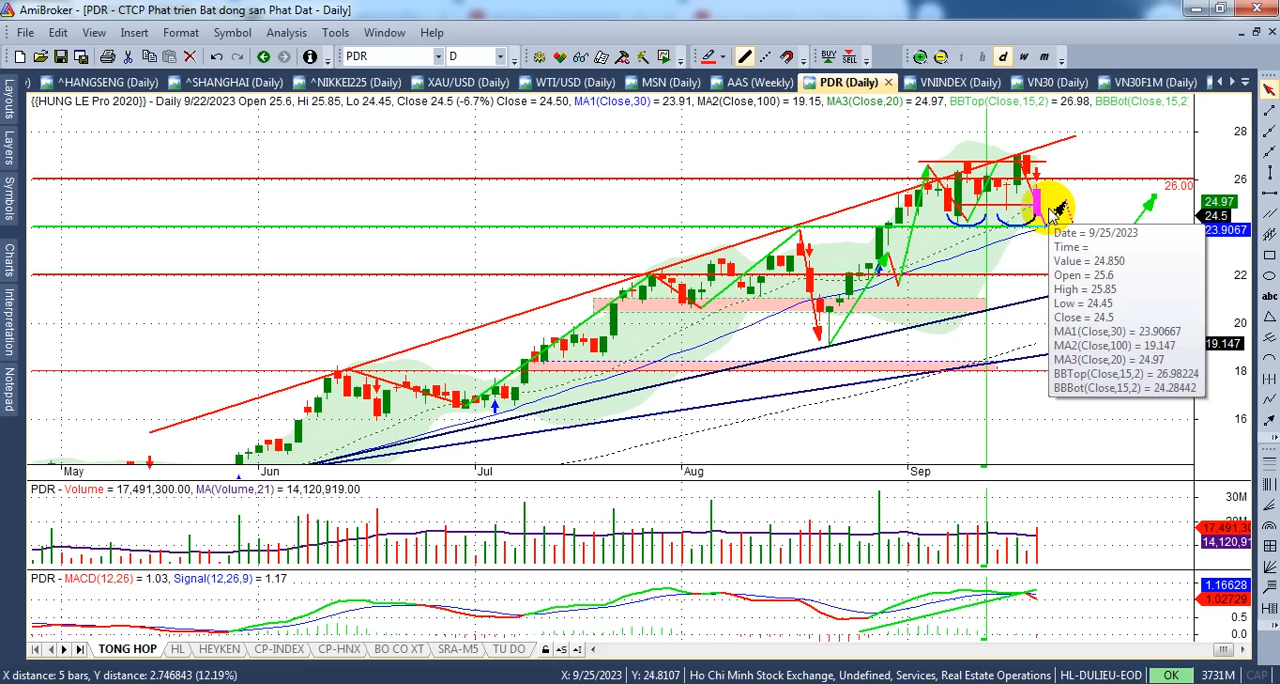 AmiBroker - [PDR - CTCP Phat trien Bat dong san Phat Dat - Daily]
File Edit View Insert Format Symbol Analysis Tools Window Help
PDR D BUY SELL i h d w m
^HANGSENG (Daily) ^SHANGHAI (Daily) ^NIKKEI225 (Daily) XAU/USD (Daily) WTI/USD (Daily) MSN (Daily) AAS (Weekly) PDR (Daily) VNINDEX (Daily) VN30 (Daily) VN30F1M (Daily)
Layouts
Layers
Symbols
Charts
Interpretation
Notepad
{{HUNG LE Pro 2020}} - Daily 9/22/2023 Open 25.6, Hi 25.85, Lo 24.45, Close 24.5 (-6.7%) Close = 24.50, MA1(Close,30) = 23.91, MA2(Close,100) = 19.15, MA3(Close,20) = 24.97, BBTop(Close,15,2) = 26.98, BBBot(Close,15,2)
28
26
26.00
24.97
24.5
23.9067
22
20
19.147
18
16
Date = 9/25/2023
Time =
Value = 24.850
Open = 25.6
High = 25.85
Low = 24.45
Close = 24.5
MA1(Close,30) = 23.90667
MA2(Close,100) = 19.147
MA3(Close,20) = 24.97
BBTop(Close,15,2) = 26.98224
BBBot(Close,15,2) = 24.28442
May Jun Jul Aug Sep
PDR - Volume = 17,491,300.00, MA(Volume,21) = 14,120,919.00
30M
17,491,30
14,120,91
PDR - MACD(12,26) = 1.03, Signal(12,26,9) = 1.17
1.16628
1.02729
0.5
0.0
TONG HOP HL HEYKEN CP-INDEX CP-HNX BO CO XT SRA-M5 TU DO
abc
X distance: 5 bars, Y distance: 2.746843 (12.19%) X: 9/25/2023 Y: 24.8107 Ho Chi Minh Stock Exchange, Undefined, Services, Real Estate Operations HL-DULIEU-EOD OK 3731M CAP